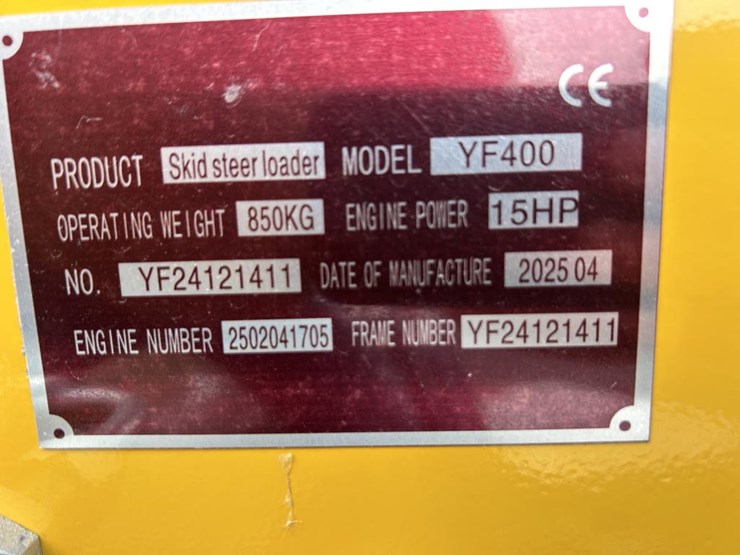 CE
PRODUCT Skid steer loader MODEL YF400
OPERATING WEIGHT 850KG ENGINE POWER 15HP
NO. YF24121411 DATE OF MANUFACTURE 2025 04
ENGINE NUMBER 2502041705 FRAME NUMBER YF24121411